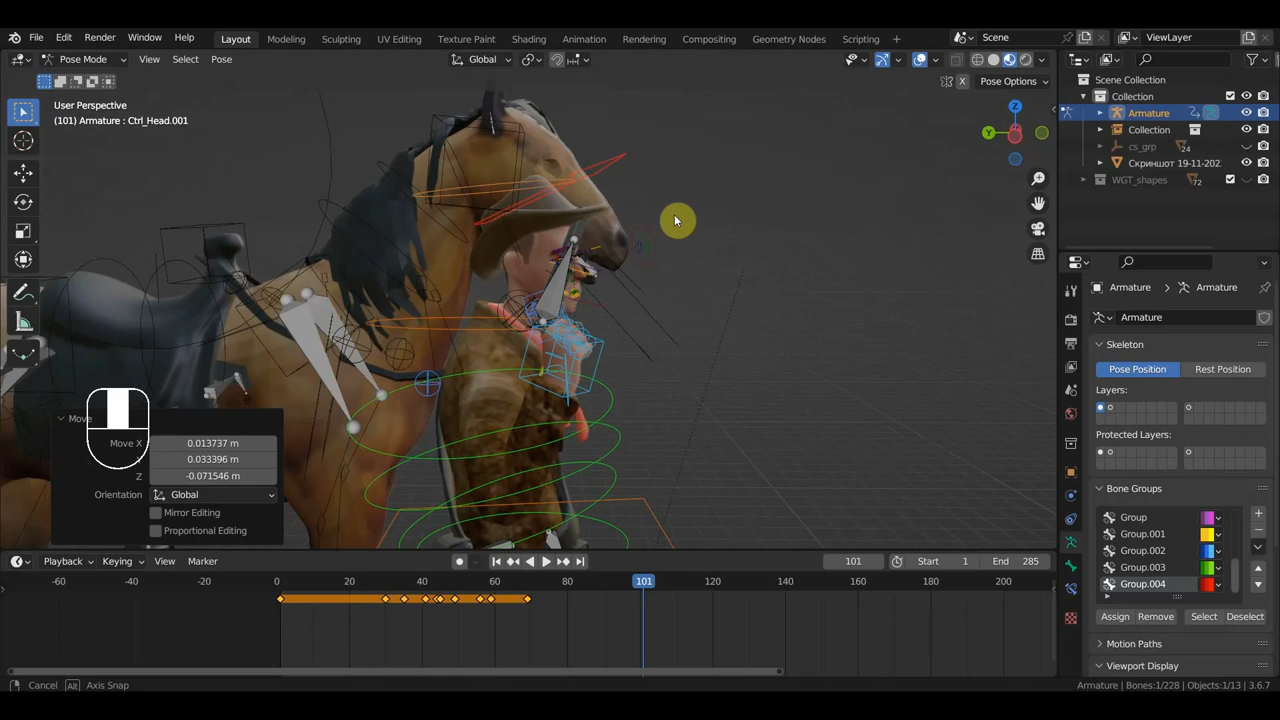 File Edit Render Window Help
Layout Modeling Sculpting UV Editing Texture Paint Shading Animation Rendering Compositing Geometry Nodes Scripting +
Scene
ViewLayer
Pose Mode View Select Pose
Global
X Pose Options
User Perspective
(101) Armature : Ctrl_Head.001
Z
Y
Move
Move X 0.013737 m
0.033396 m
Z -0.071546 m
Orientation Global
Mirror Editing
Proportional Editing
Scene Collection
Collection
Armature
Collection
cs_grp 24
Скриншот 19-11-202
WGT_shapes 72
Armature Armature
Armature
Skeleton
Pose Position Rest Position
Layers:
Protected Layers:
Bone Groups
Group
Group.001
Group.002
Group.003
Group.004
Assign Remove Select Deselect
Motion Paths
Viewport Display
Playback Keying View Marker
101 Start 1 End 285
-60 -40 -20 0 20 40 60 80 101 120 140 160 180 200
Cancel Alt Axis Snap
Armature | Bones:1/228 | Objects:1/13 | 3.6.7